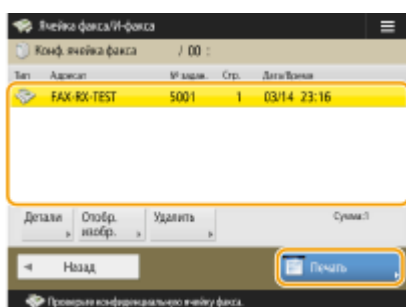 Ячейка факса/И-факса
Конф. ячейка факса / 00 :
Тип Адресат № задан. Стр. Дата/Время
FAX-RX-TEST 5001 1 03/14 23:16
Детали Отобр. изобр. Удалить Сумма:1
Назад Печать
Проверьте конфиденциальную ячейку факса.